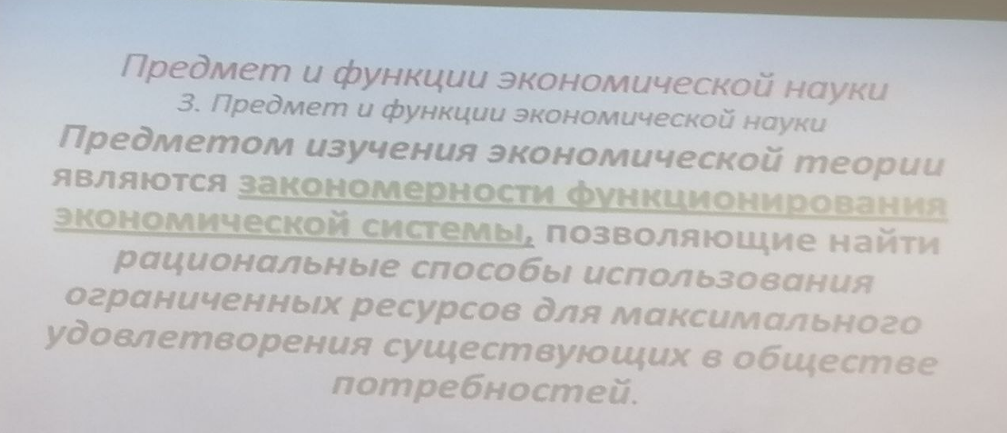 Предмет и функции экономической науки
3. Предмет и функции экономической науки
Предметом изучения экономической теории
являются закономерности функционирования
экономической системы, позволяющие найти
рациональные способы использования
ограниченных ресурсов для максимального
удовлетворения существующих в обществе
потребностей.